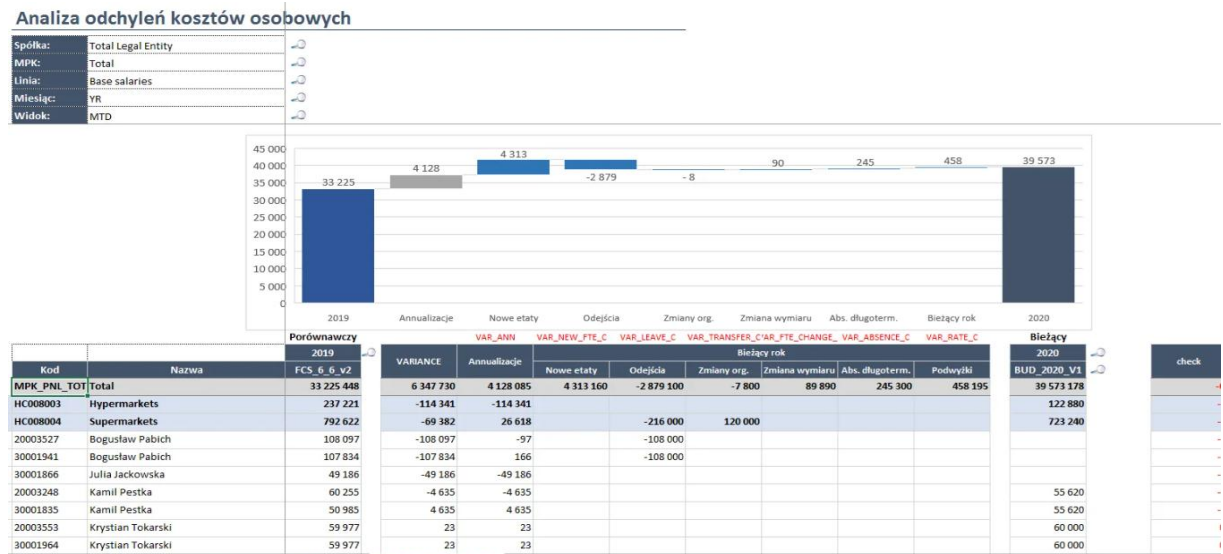 Analiza odchyleń kosztów osobowych
Spółka: Total Legal Entity
MPK: Total
Linia: Base salaries
Miesiąc: YR
Widok: MTD
45 000
40 000
35 000
30 000
25 000
20 000
15 000
10 000
5 000
0
33 225 4 128 4 313 -2 879 - 8 90 245 458 39 573
2019 Annualizacje Nowe etaty Odejścia Zmiany org. Zmiana wymiaru Abs. długoterm. Bieżący rok 2020
Porównawczy VAR_ANN VAR_NEW_FTE_C VAR_LEAVE_C VAR_TRANSFER_C VAR_ABSENCE_C VAR_RATE_C Bieżący
2019 VARIANCE Annualizacje Bieżący rok 2020 check
Kod Nazwa FCS_6_6_v2 Nowe etaty Odejścia Zmiany org. Zmiana wymiaru Abs. długoterm. Podwyżki BUD_2020_V1
MPK_PNL_TOT Total 33 225 448 6 347 730 4 128 085 4 313 160 -2 879 100 -7 800 89 890 245 300 458 195 39 573 178
HC008003 Hypermarkets 237 221 -114 341 -114 341 122 880
HC008004 Supermarkets 792 622 -69 382 26 618 -216 000 120 000 723 240
20003527 Bogusław Pabich 108 097 -108 097 -97 -108 000
30001941 Bogusław Pabich 107 834 -107 834 166 -108 000
30001866 Julia Jackowska 49 186 -49 186 -49 186
20003248 Kamil Pestka 60 255 -4 635 -4 635 55 620
30001835 Kamil Pestka 50 985 4 635 4 635 55 620
20003553 Krystian Tokarski 59 977 23 23 60 000
30001964 Krystian Tokarski 59 977 23 23 60 000